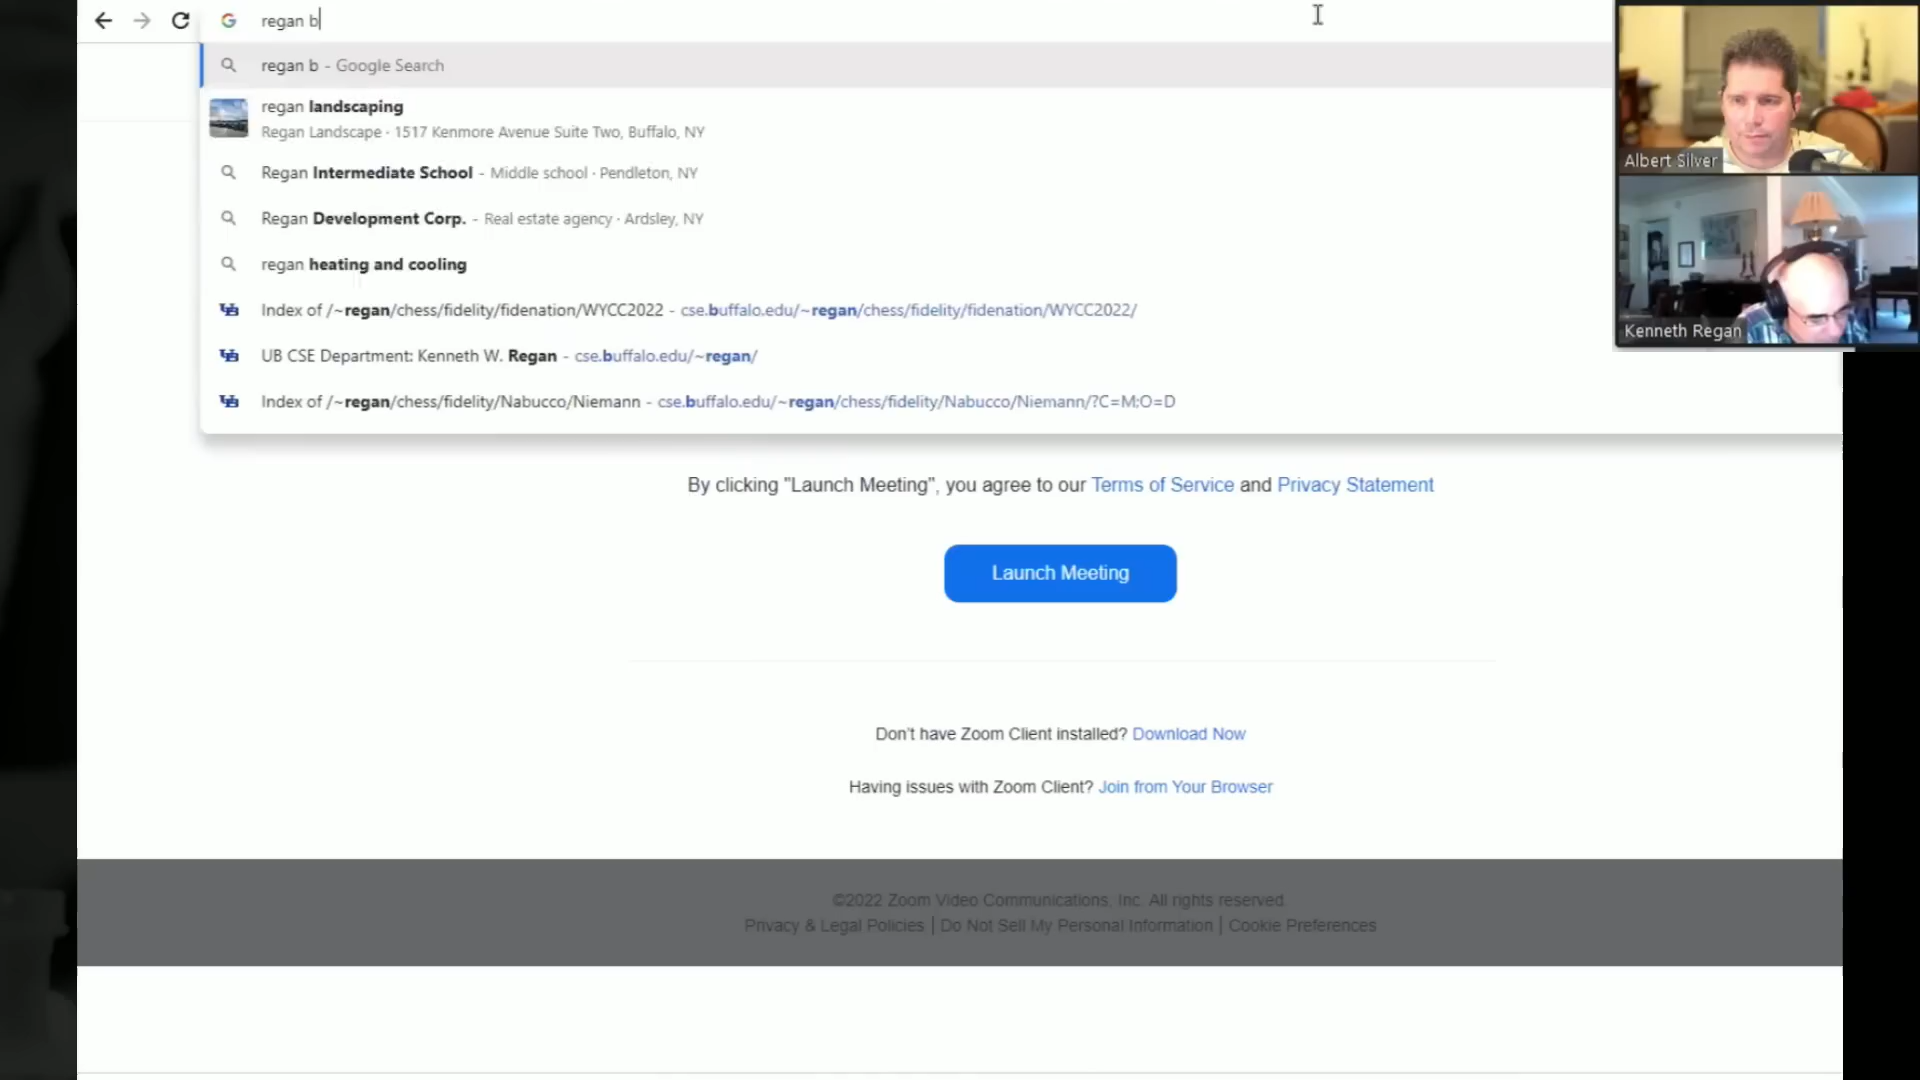 regan b
regan b - Google Search
regan landscaping
Regan Landscape · 1517 Kenmore Avenue Suite Two, Buffalo, NY
Regan Intermediate School - Middle school · Pendleton, NY
Regan Development Corp. - Real estate agency · Ardsley, NY
regan heating and cooling
Index of /~regan/chess/fidelity/fidenation/WYCC2022 - cse.buffalo.edu/~regan/chess/fidelity/fidenation/WYCC2022/
UB CSE Department: Kenneth W. Regan - cse.buffalo.edu/~regan/
Index of /~regan/chess/fidelity/Nabucco/Niemann - cse.buffalo.edu/~regan/chess/fidelity/Nabucco/Niemann/?C=M;O=D
Albert Silver
Kenneth Regan
By clicking "Launch Meeting", you agree to our Terms of Service and Privacy Statement
Launch Meeting
Don't have Zoom Client installed? Download Now
Having issues with Zoom Client? Join from Your Browser
©2022 Zoom Video Communications, Inc. All rights reserved.
Privacy & Legal Policies | Do Not Sell My Personal Information | Cookie Preferences